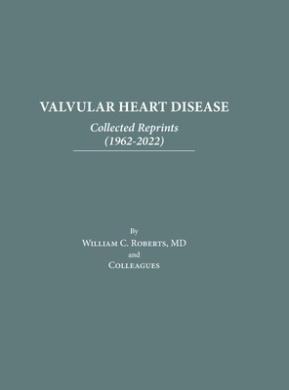 VALVULAR HEART DISEASE
Collected Reprints
(1962-2022)
By
WILLIAM C. ROBERTS, MD
and
COLLEAGUES